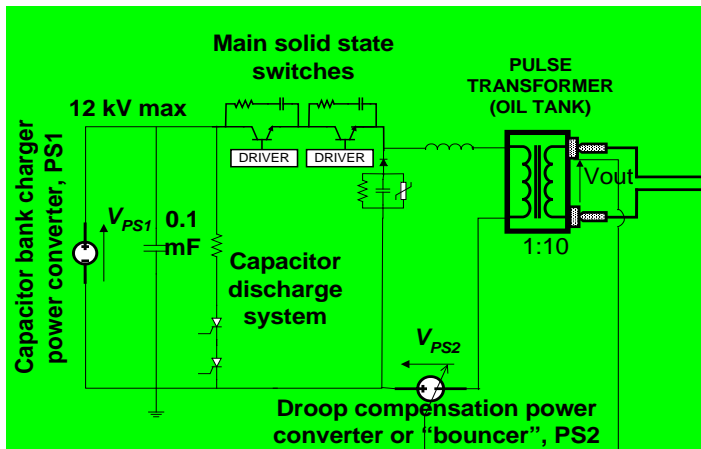 Main solid state
switches
PULSE
TRANSFORMER
(OIL TANK)
12 kV max
DRIVER
DRIVER
Capacitor bank charger
power converter, PS1
VPS1
0.1
mF
Vout
1:10
Capacitor
discharge
system
VPS2
Droop compensation power
converter or “bouncer”, PS2